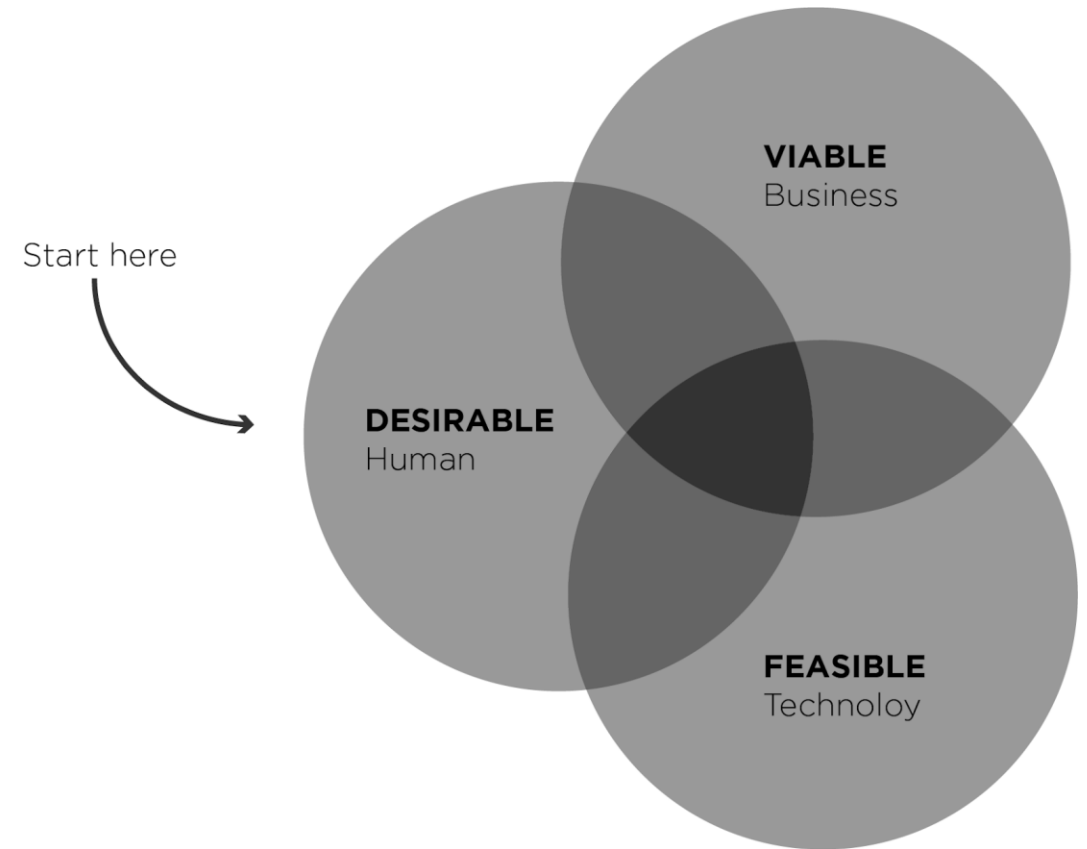 Start here
VIABLE
Business
DESIRABLE
Human
FEASIBLE
Technoloy